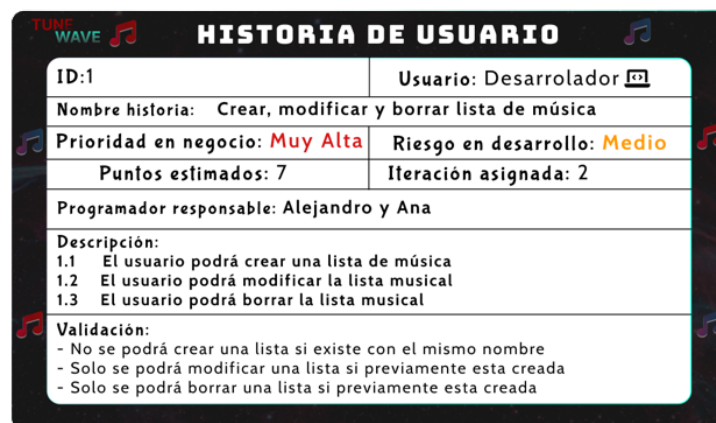 TUNE
WAVE
HISTORIA DE USUARIO
ID:1
Usuario: Desarrolador
Nombre historia: Crear, modificar y borrar lista de música
Prioridad en negocio: Muy Alta
Riesgo en desarrollo: Medio
Puntos estimados: 7
Iteración asignada: 2
Programador responsable: Alejandro y Ana
Descripción:
1.1 El usuario podrá crear una lista de música
1.2 El usuario podrá modificar la lista musical
1.3 El usuario podrá borrar la lista musical
Validación:
- No se podrá crear una lista si existe con el mismo nombre
- Solo se podrá modificar una lista si previamente esta creada
- Solo se podrá borrar una lista si previamente esta creada